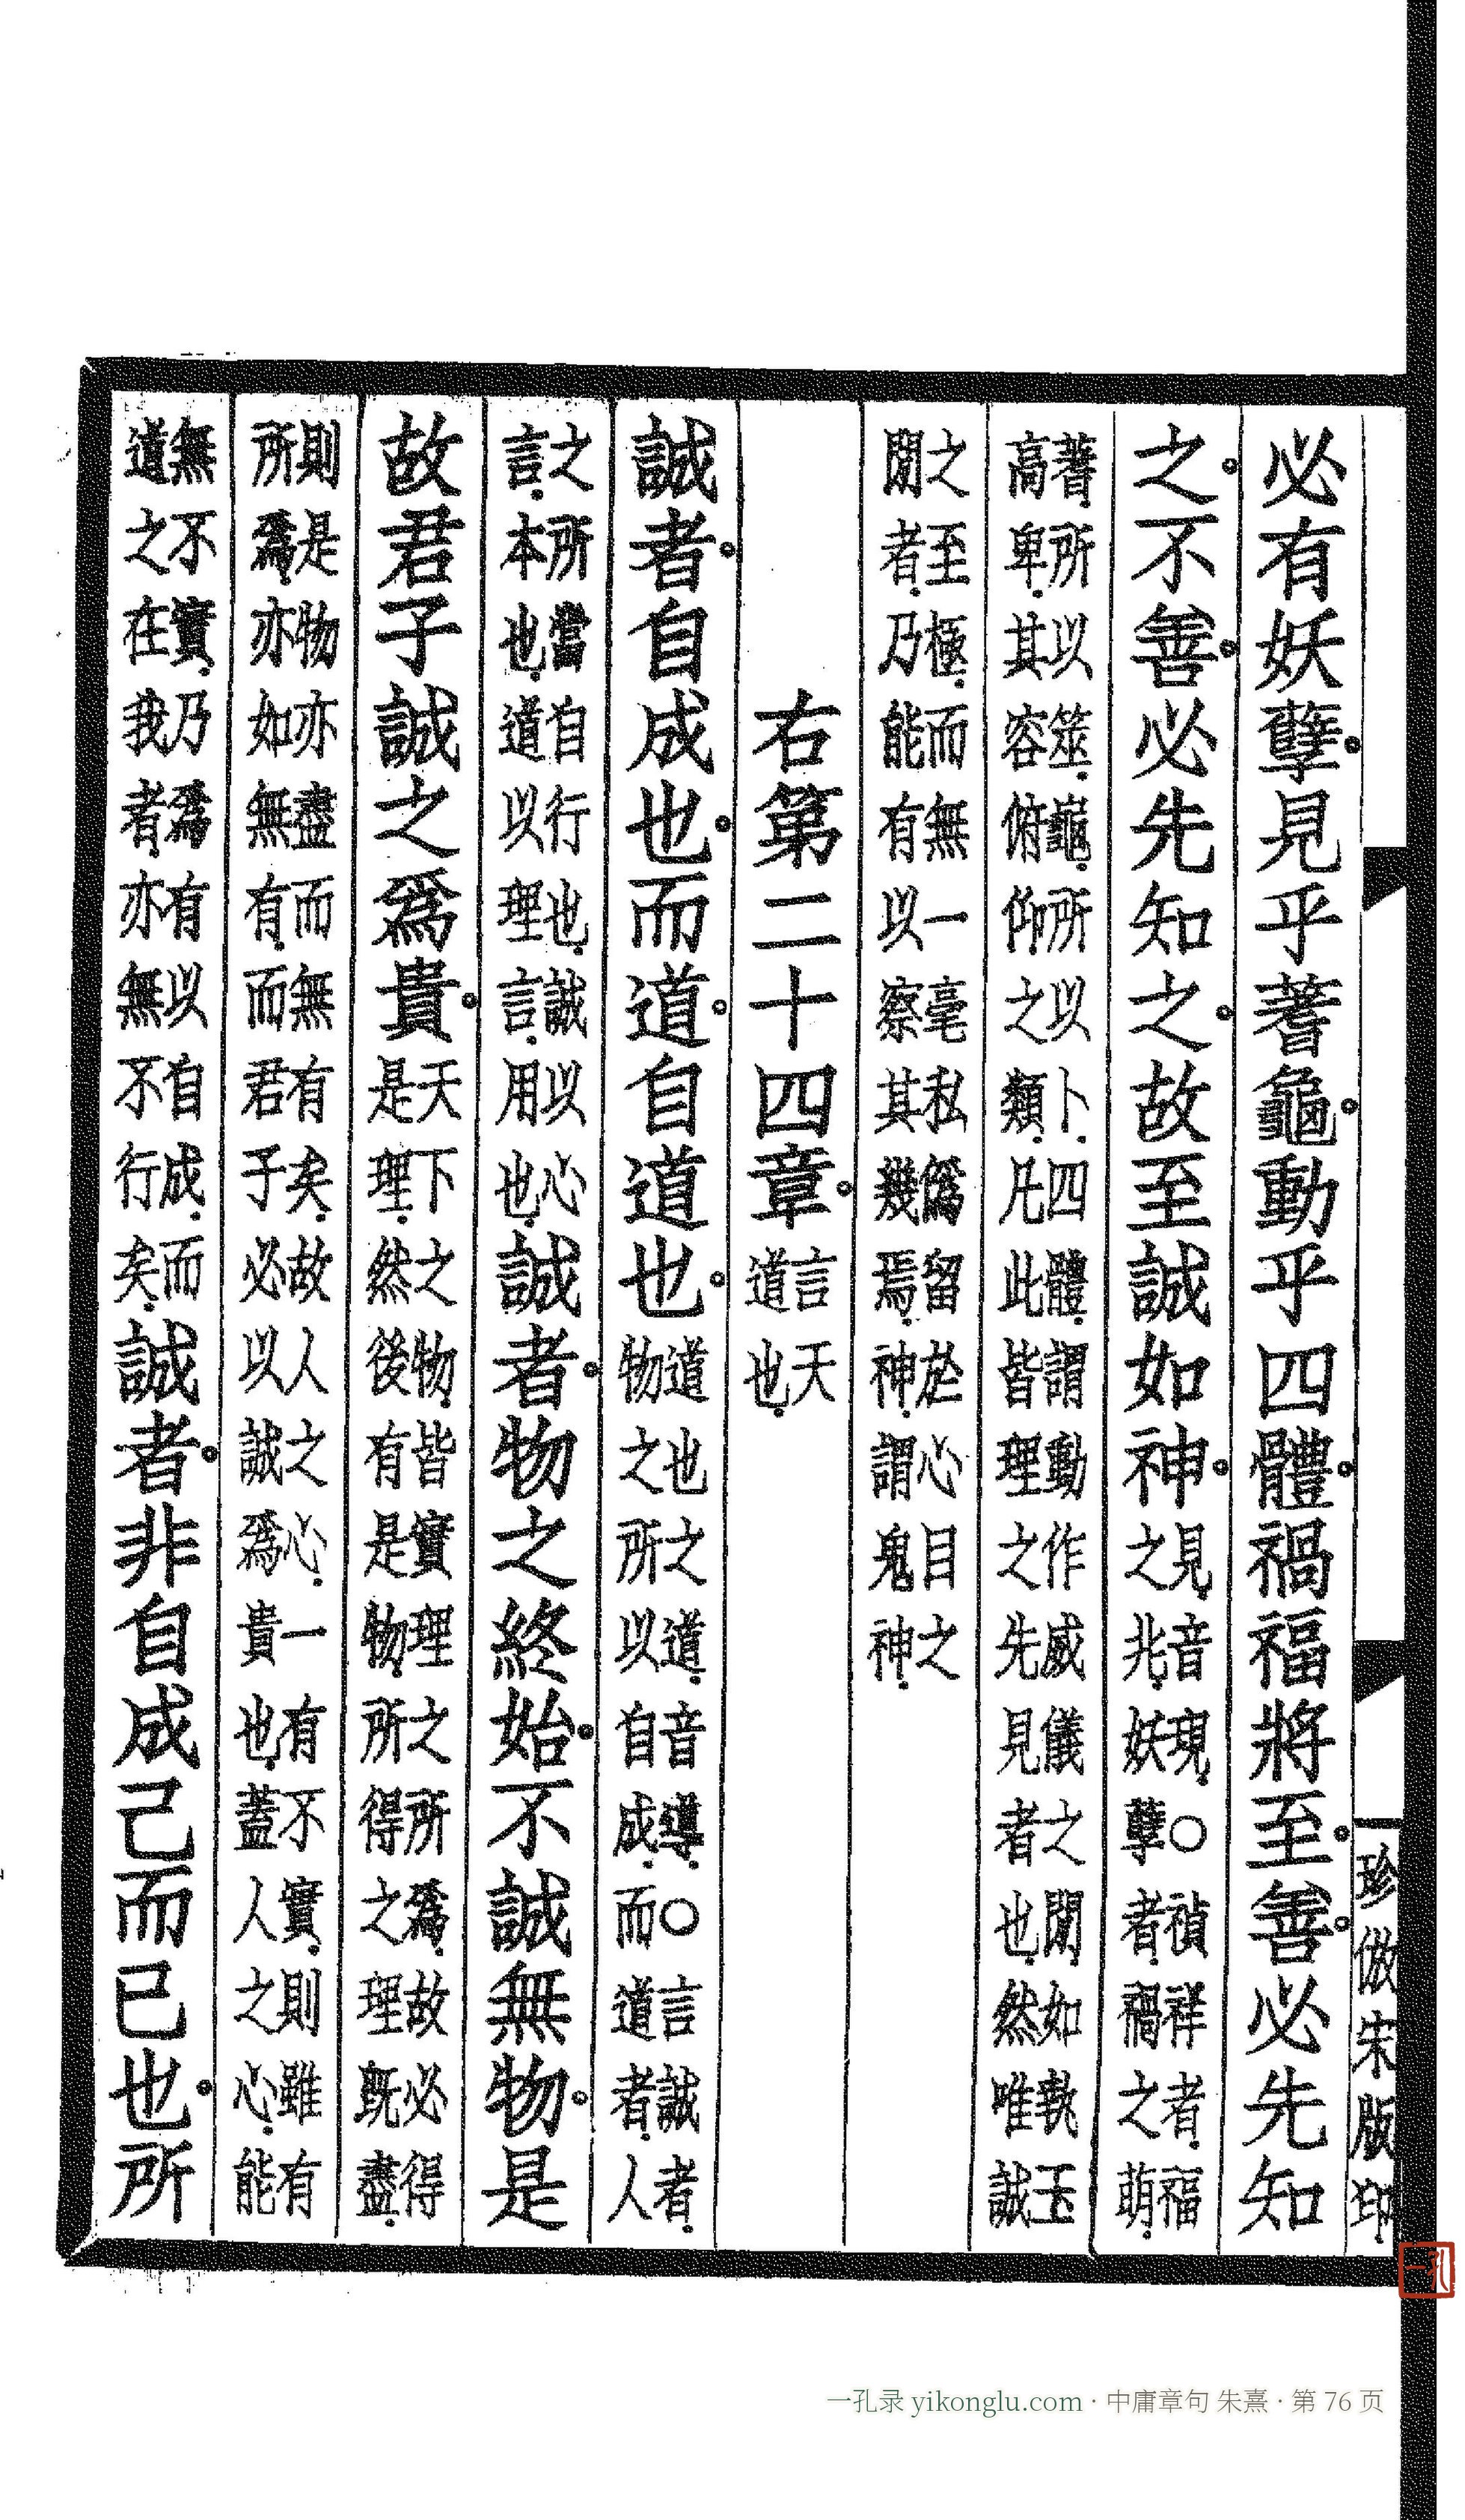 珍倣宋版印
必有妖孽見乎蓍龜動乎四體禍福將至善必先知
之不善必先知之故至誠如神見音現○禎祥者福之兆妖孽者禍之萌
蓍所以筮龜所以卜四體謂動作威儀之閒如執玉高卑其容俯仰之類凡此皆理之先見者也然唯誠
之至極而無一毫私僞留於心目之閒者乃能有以察其幾焉神謂鬼神
右第二十四章言天道也
誠者自成也而道自道也道也之道音導○言誠者物之所以自成而道者人
之所當自行也誠以心言本也道以理言用也誠者物之終始不誠無物是
故君子誠之爲貴天下之物皆實理之所爲故必得是理然後有是物所得之理既盡
則是物亦盡而無有矣故人之心一有不實則雖有所爲亦如無有而君子必以誠爲貴也蓋人之心能
無不實乃爲有以自成而道之在我者亦無不行矣誠者非自成己而已也所
一孔
一孔录 yikonglu.com · 中庸章句 朱熹 · 第 76 页